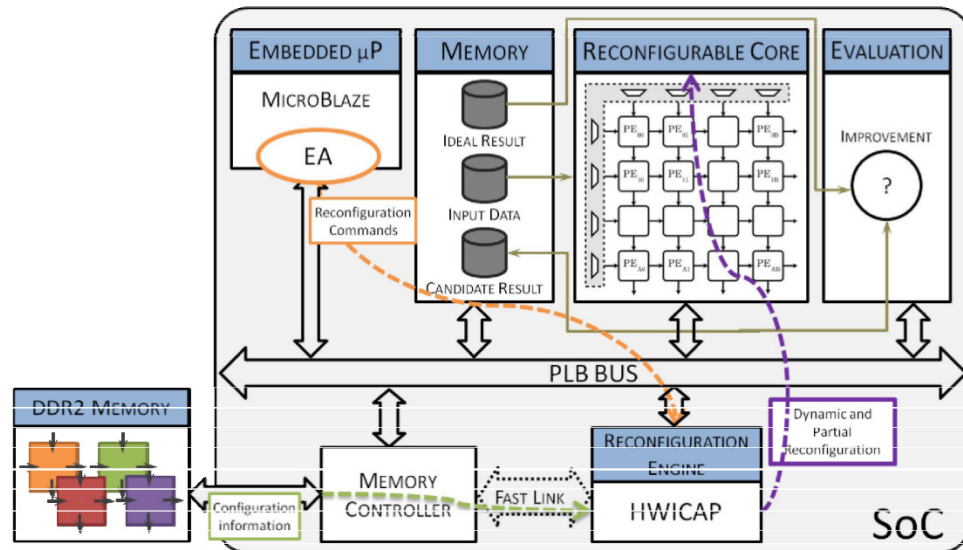 EMBEDDED µP
MICROBLAZE
EA
Reconfiguration
Commands
MEMORY
IDEAL RESULT
INPUT DATA
CANDIDATE RESULT
RECONFIGURABLE CORE
PE00 PE01 PE0B
PE10 PE11 PE1B
PEA0 PEA1 PEAB
EVALUATION
IMPROVEMENT
?
PLB BUS
DDR2 MEMORY
Configuration
information
MEMORY
CONTROLLER
FAST LINK
RECONFIGURATION
ENGINE
HWICAP
Dynamic and
Partial
Reconfiguration
SoC